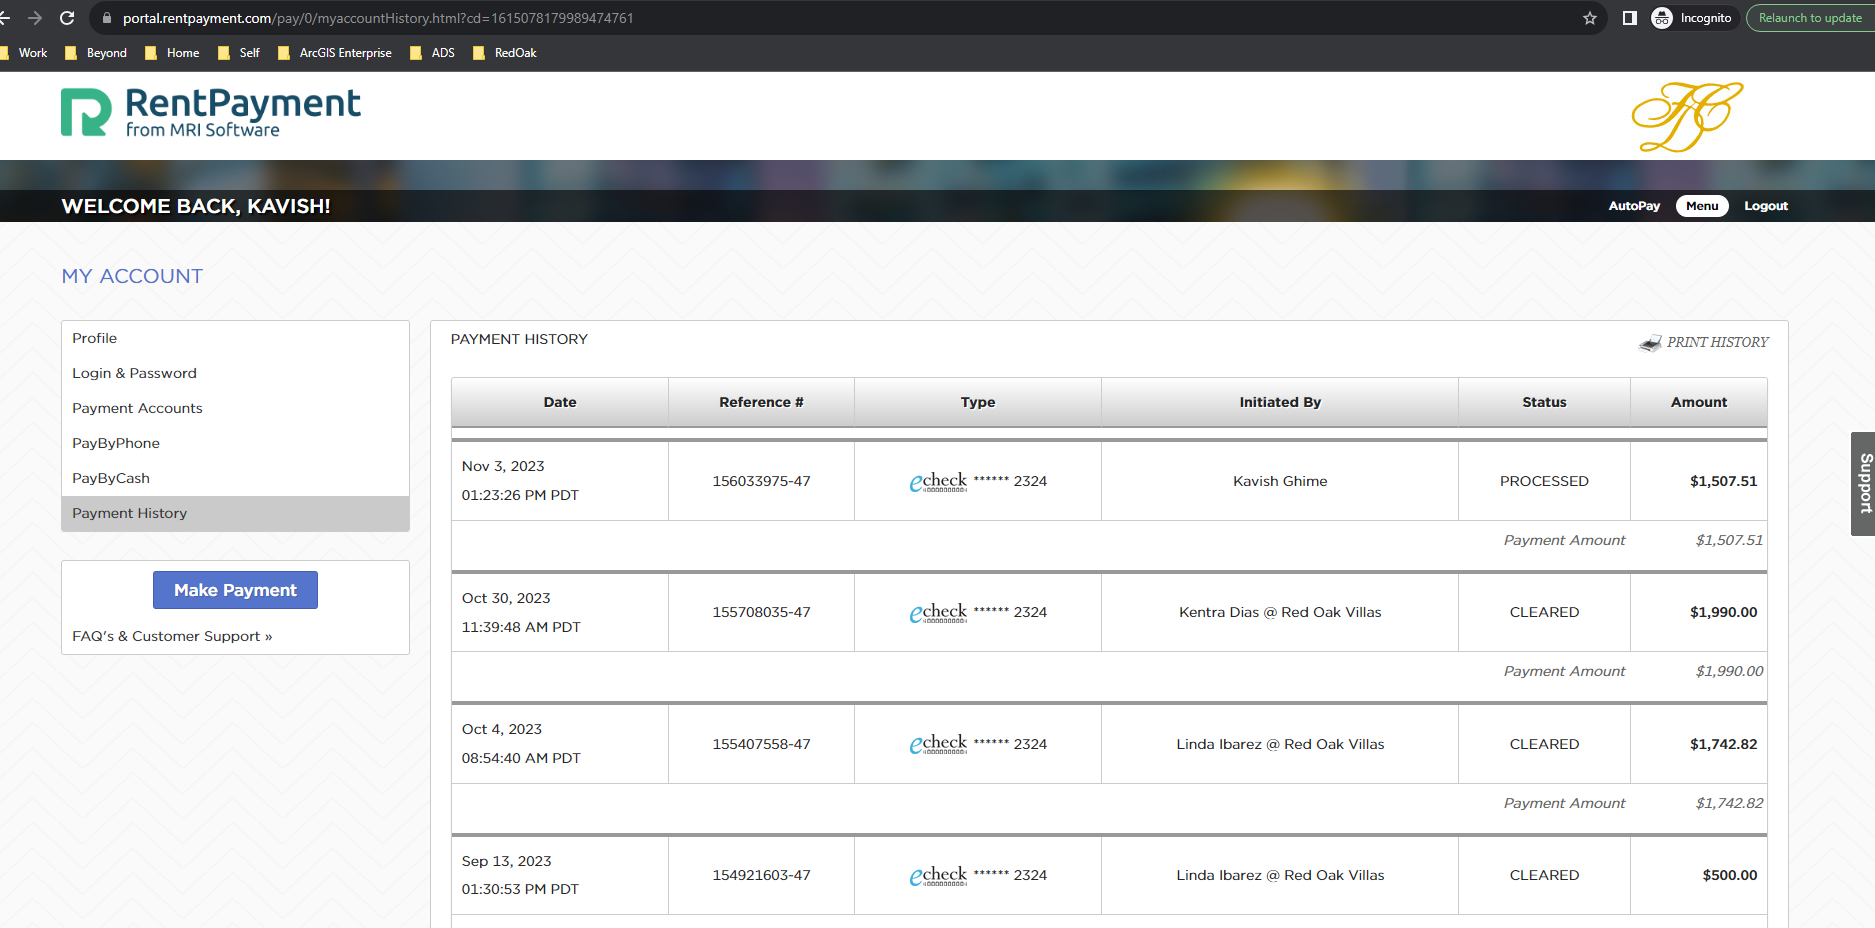 portal.rentpayment.com/pay/0/myaccountHistory.html?cd=1615078179989474761
Incognito
Relaunch to update
Work
Beyond
Home
Self
ArcGIS Enterprise
ADS
RedOak
RentPayment
from MRI Software
WELCOME BACK, KAVISH!
AutoPay
Menu
Logout
MY ACCOUNT
Profile
Login & Password
Payment Accounts
PayByPhone
PayByCash
Payment History
Make Payment
FAQ's & Customer Support »
PAYMENT HISTORY
PRINT HISTORY
Date Reference # Type Initiated By Status Amount
Nov 3, 2023
01:23:26 PM PDT
156033975-47 echeck ****** 2324 Kavish Ghime PROCESSED $1,507.51
Payment Amount $1,507.51
Oct 30, 2023
11:39:48 AM PDT
155708035-47 echeck ****** 2324 Kentra Dias @ Red Oak Villas CLEARED $1,990.00
Payment Amount $1,990.00
Oct 4, 2023
08:54:40 AM PDT
155407558-47 echeck ****** 2324 Linda Ibarez @ Red Oak Villas CLEARED $1,742.82
Payment Amount $1,742.82
Sep 13, 2023
01:30:53 PM PDT
154921603-47 echeck ****** 2324 Linda Ibarez @ Red Oak Villas CLEARED $500.00
Support